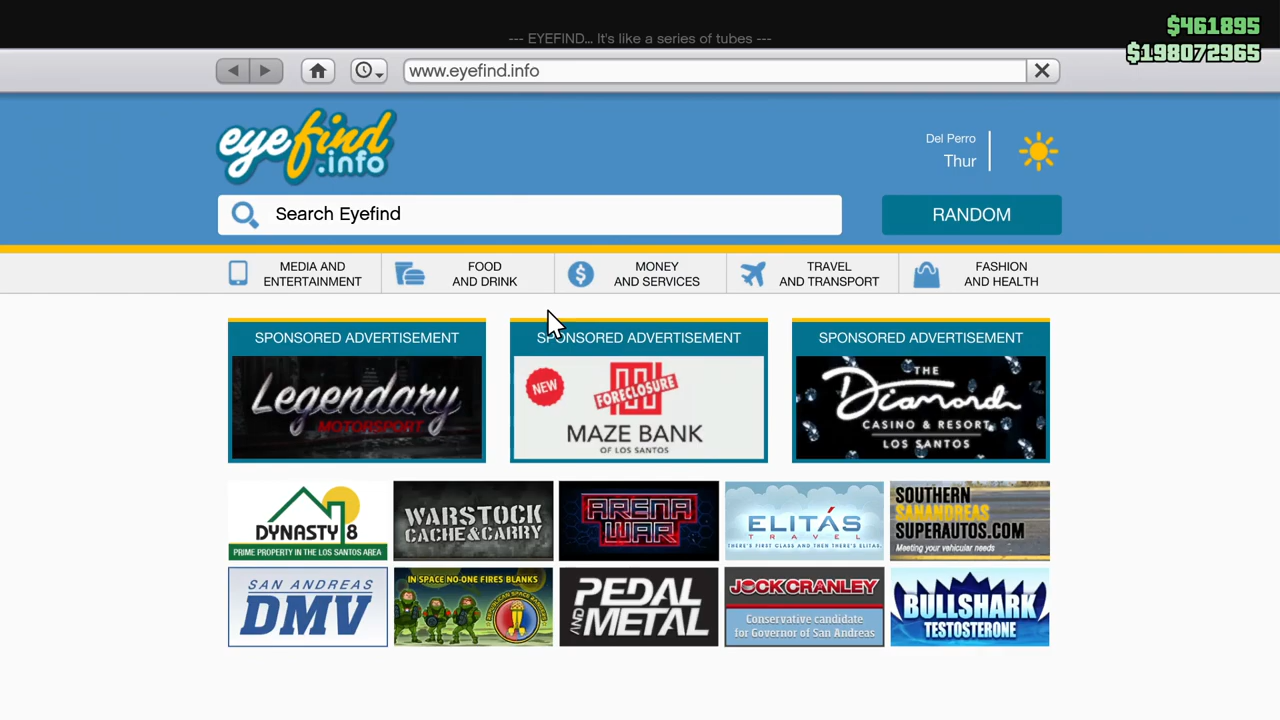 $461895
--- EYEFIND... It's like a series of tubes ---
$198072965
www.eyefind.info
eyefind
.info
Del Perro
Thur
Search Eyefind
RANDOM
MEDIA AND
ENTERTAINMENT
FOOD
AND DRINK
MONEY
AND SERVICES
TRAVEL
AND TRANSPORT
FASHION
AND HEALTH
SPONSORED ADVERTISEMENT
Legendary
MOTORSPORT
SPONSORED ADVERTISEMENT
NEW
FORECLOSURE
MAZE BANK
OF LOS SANTOS
SPONSORED ADVERTISEMENT
THE
Diamond
CASINO & RESORT
LOS SANTOS
DYNASTY 8
PRIME PROPERTY IN THE LOS SANTOS AREA
WARSTOCK
CACHE & CARRY
ARENA
WAR
ELITÁS
TRAVEL
THERE'S FIRST CLASS AND THEN THERE'S ELITAS.
SOUTHERN
SANANDREAS
SUPERAUTOS.COM
Meeting your vehicular needs
SAN ANDREAS
DMV
IN SPACE NO-ONE FIRES BLANKS
REPUBLICAN SPACE RANGERS
PEDAL
AND METAL
JOCK CRANLEY
Conservative candidate
for Governor of San Andreas
BULLSHARK
TESTOSTERONE